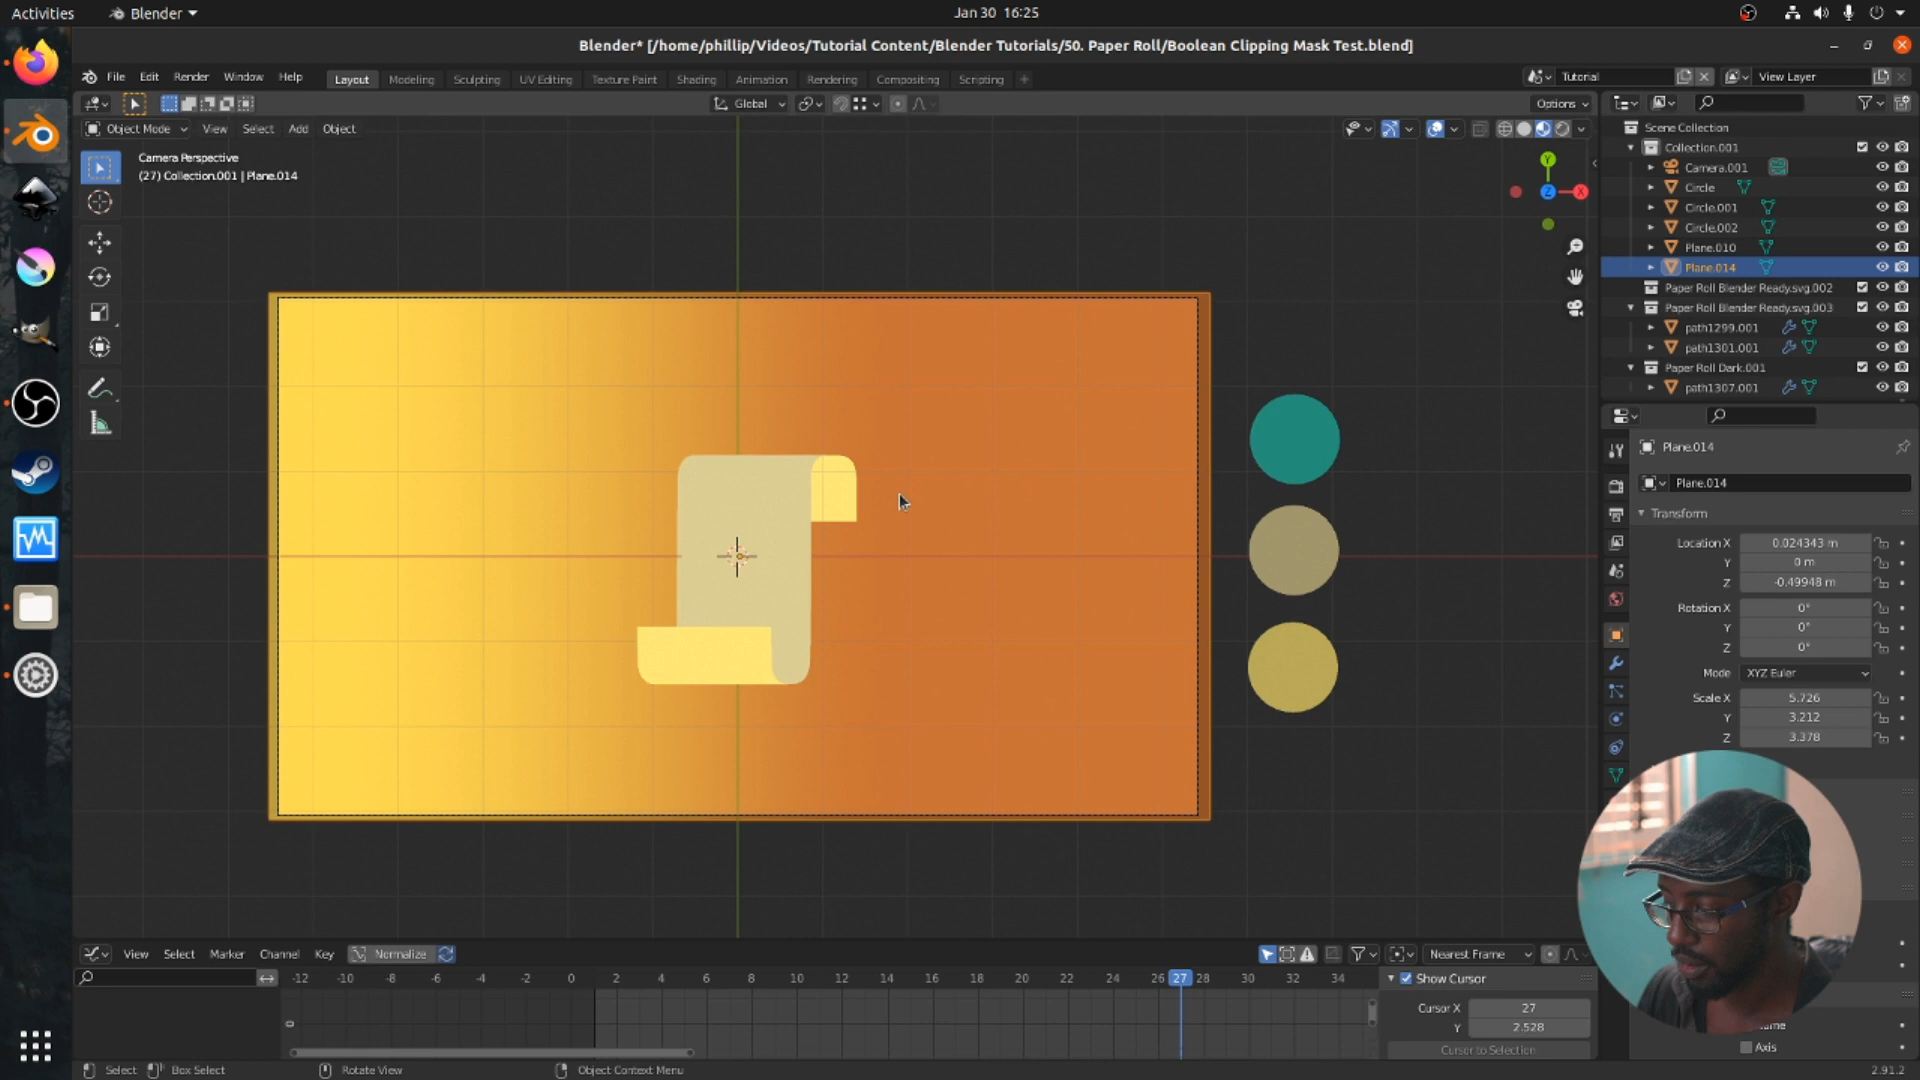 Activities Blender Jan 30 16:25
Blender* [/home/phillip/Videos/Tutorial Content/Blender Tutorials/50. Paper Roll/Boolean Clipping Mask Test.blend]
File Edit Render Window Help Layout Modeling Sculpting UV Editing Texture Paint Shading Animation Rendering Compositing Scripting + Tutorial View Layer
Global Options
Object Mode View Select Add Object
Camera Perspective
(27) Collection.001 | Plane.014
Y
Z X
Scene Collection
Collection.001
Camera.001
Circle
Circle.001
Circle.002
Plane.010
Plane.014
Paper Roll Blender Ready.svg.002
Paper Roll Blender Ready.svg.003
path1299.001
path1301.001
Paper Roll Dark.001
path1307.001
Plane.014
Plane.014
Transform
Location X 0.024343 m
Y 0 m
Z -0.49948 m
Rotation X 0°
Y 0°
Z 0°
Mode XYZ Euler
Scale X 5.726
Y 3.212
Z 3.378
Axis
View Select Marker Channel Key Normalize Nearest Frame
-12 -10 -8 -6 -4 -2 0 2 4 6 8 10 12 14 16 18 20 22 24 26 27 28 30 32 34
Show Cursor
Cursor X 27
Y 2.528
Cursor to Selection
Select Box Select Rotate View Object Context Menu 2.91.2